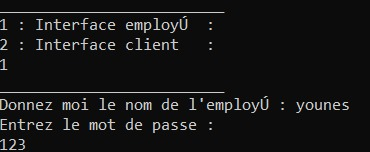 1 : Interface employÚ  :
2 : Interface client   :
1
Donnez moi le nom de l'employÚ : younes
Entrez le mot de passe :
123